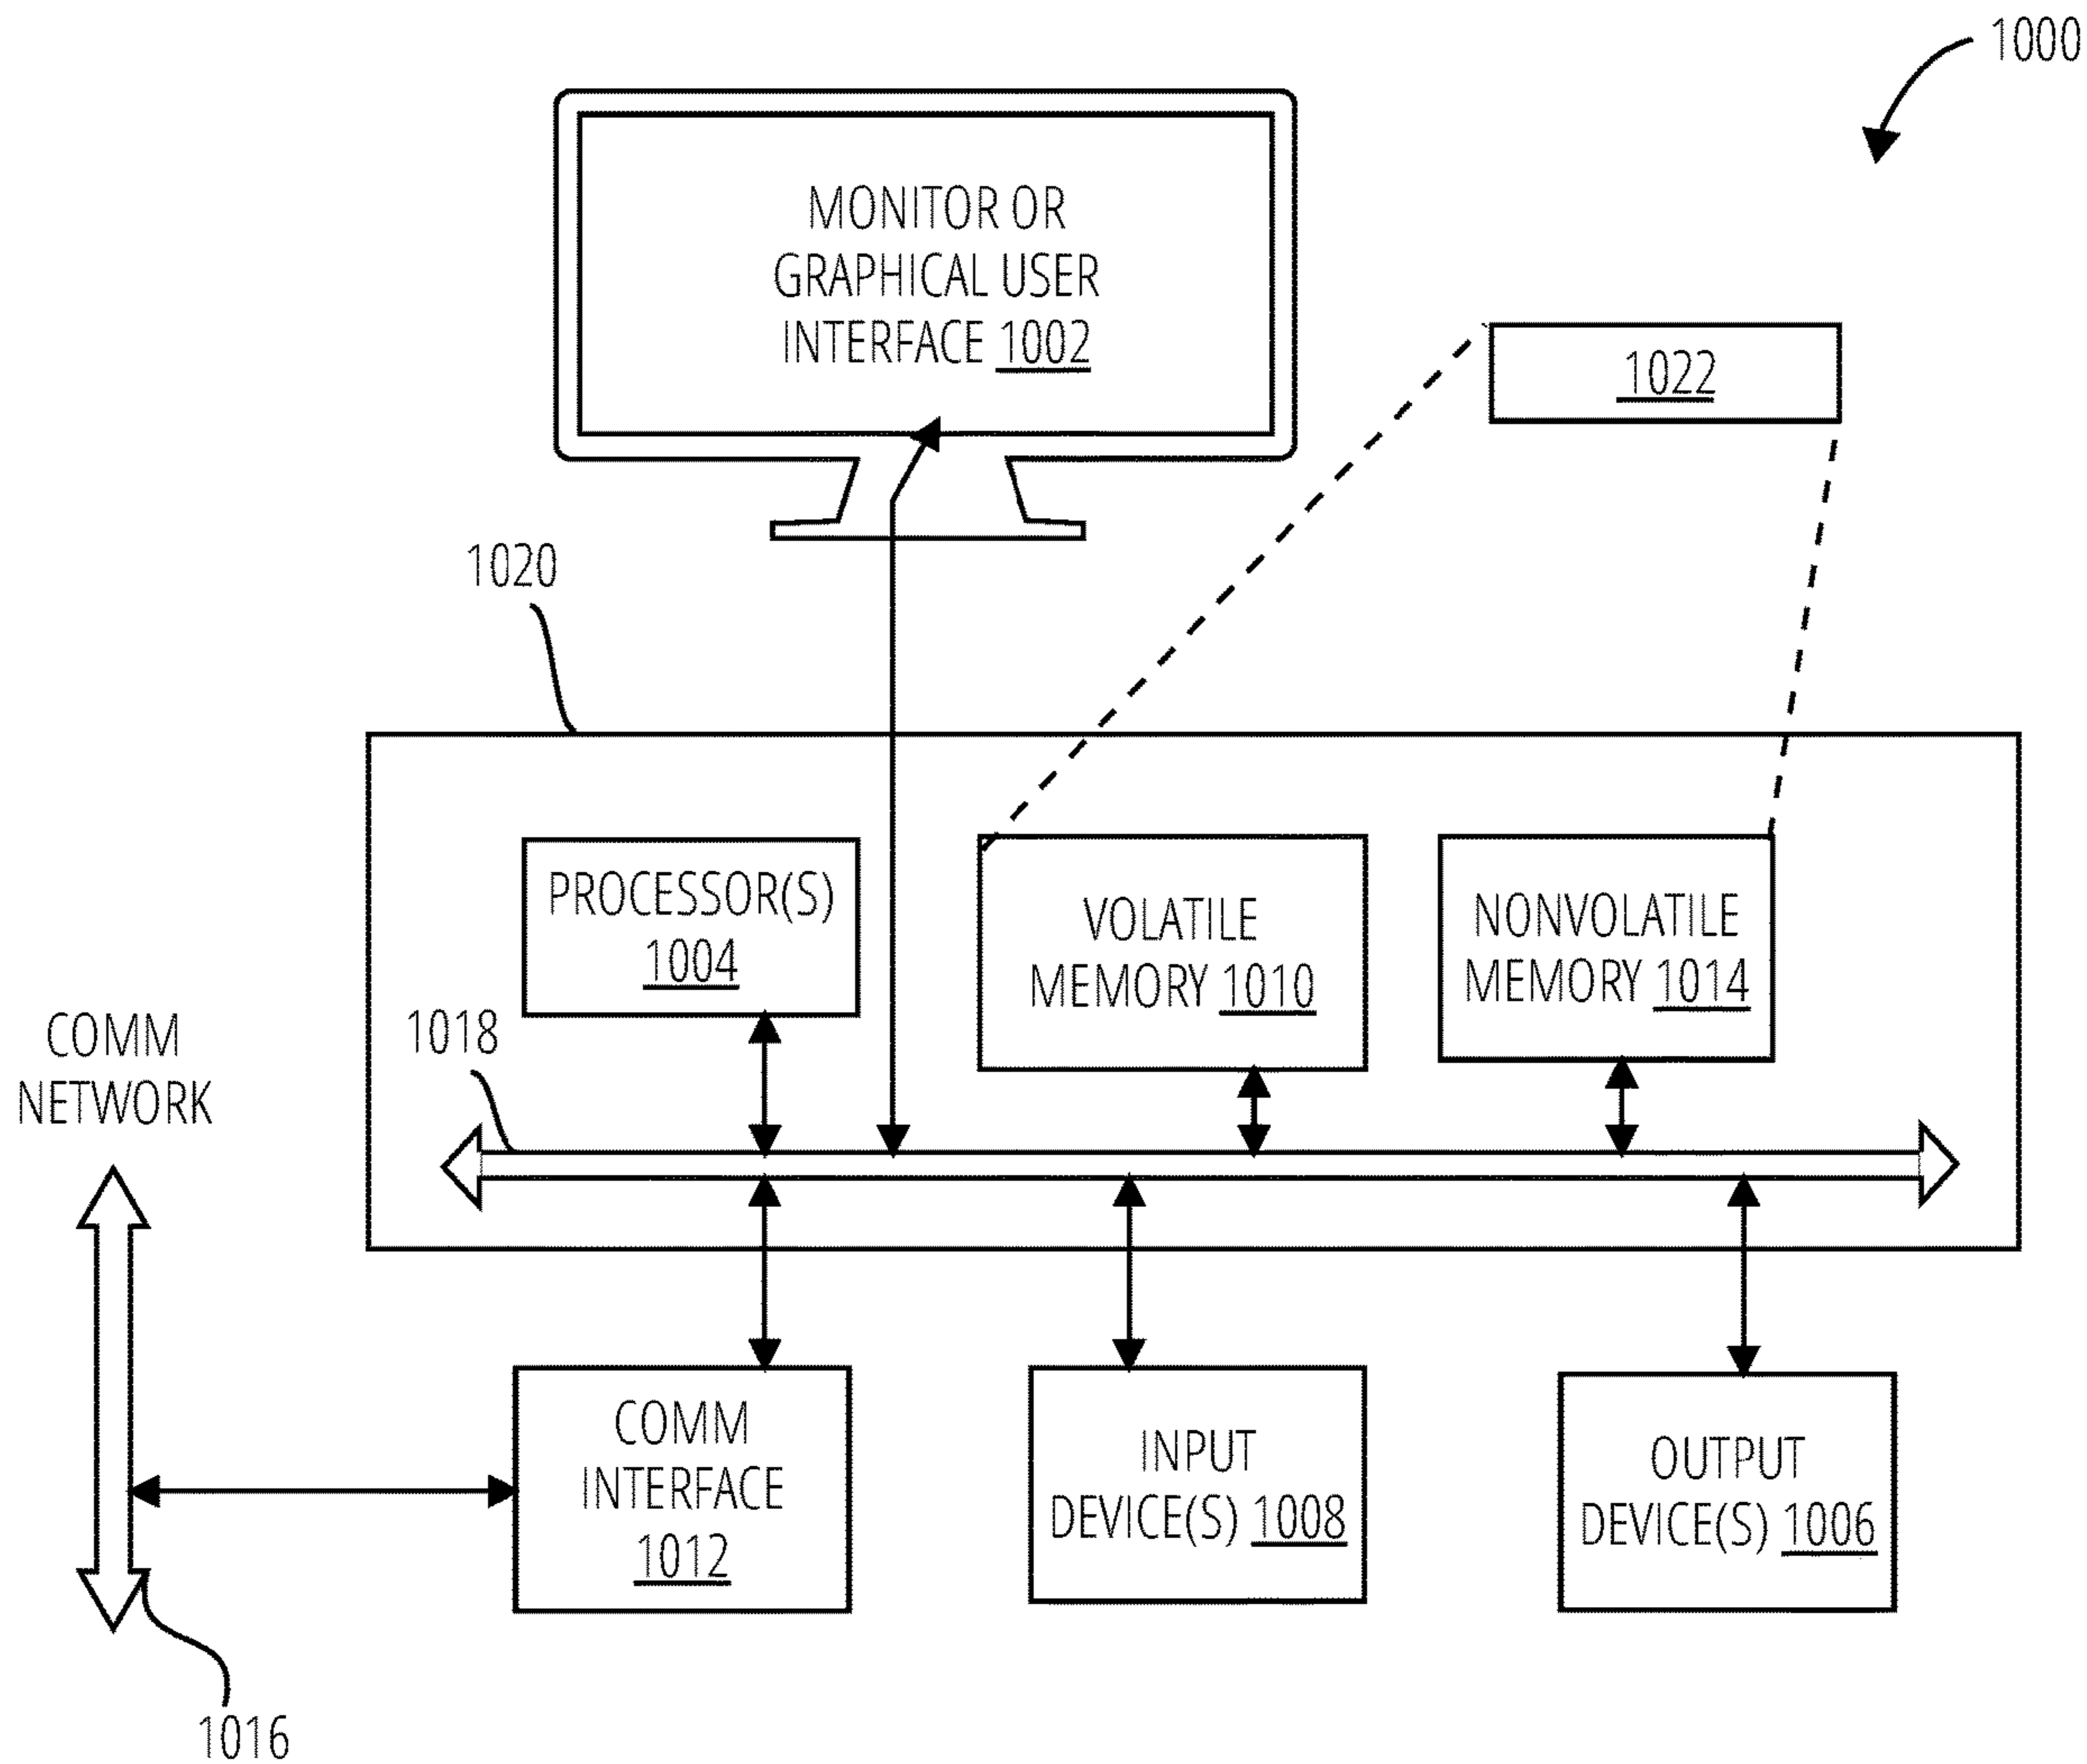 1000
MONITOR OR
GRAPHICAL USER
INTERFACE 1002
1022
1020
PROCESSOR(S)
1004
VOLATILE
MEMORY 1010
NONVOLATILE
MEMORY 1014
1018
COMM
NETWORK
COMM
INTERFACE
1012
INPUT
DEVICE(S) 1008
OUTPUT
DEVICE(S) 1006
1016